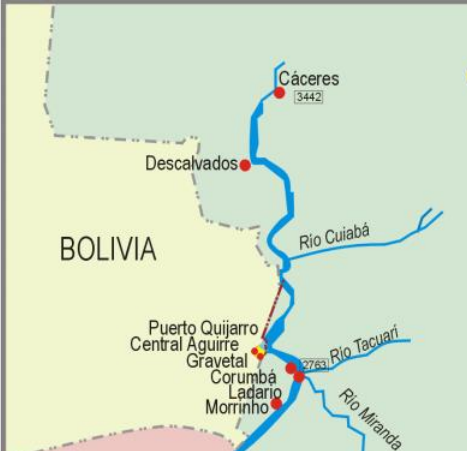 Cáceres
3442
Descalvados
Río Cuiabá
BOLIVIA
Puerto Quijarro
Central Aguirre
Gravetal
Río Tacuarí
2763
Corumbá
Ladario
Morrinho
Río Miranda